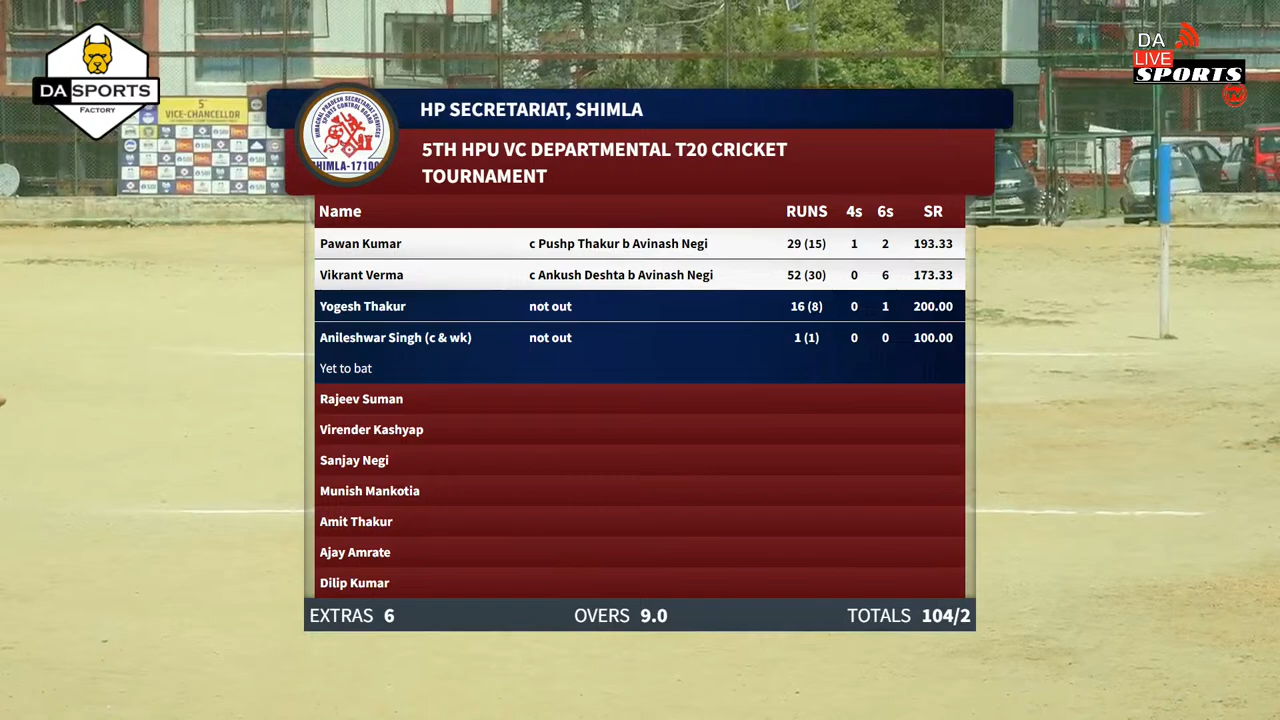 DA SPORTS
FACTORY
5th
VICE-CHANCELLOR
DA
LIVE
SPORTS
HP SECRETARIAT, SHIMLA
5TH HPU VC DEPARTMENTAL T20 CRICKET
TOURNAMENT
Name RUNS 4s 6s SR
Pawan Kumar c Pushp Thakur b Avinash Negi 29 (15) 1 2 193.33
Vikrant Verma c Ankush Deshta b Avinash Negi 52 (30) 0 6 173.33
Yogesh Thakur not out 16 (8) 0 1 200.00
Anileshwar Singh (c & wk) not out 1 (1) 0 0 100.00
Yet to bat
Rajeev Suman
Virender Kashyap
Sanjay Negi
Munish Mankotia
Amit Thakur
Ajay Amrate
Dilip Kumar
EXTRAS 6 OVERS 9.0 TOTALS 104/2